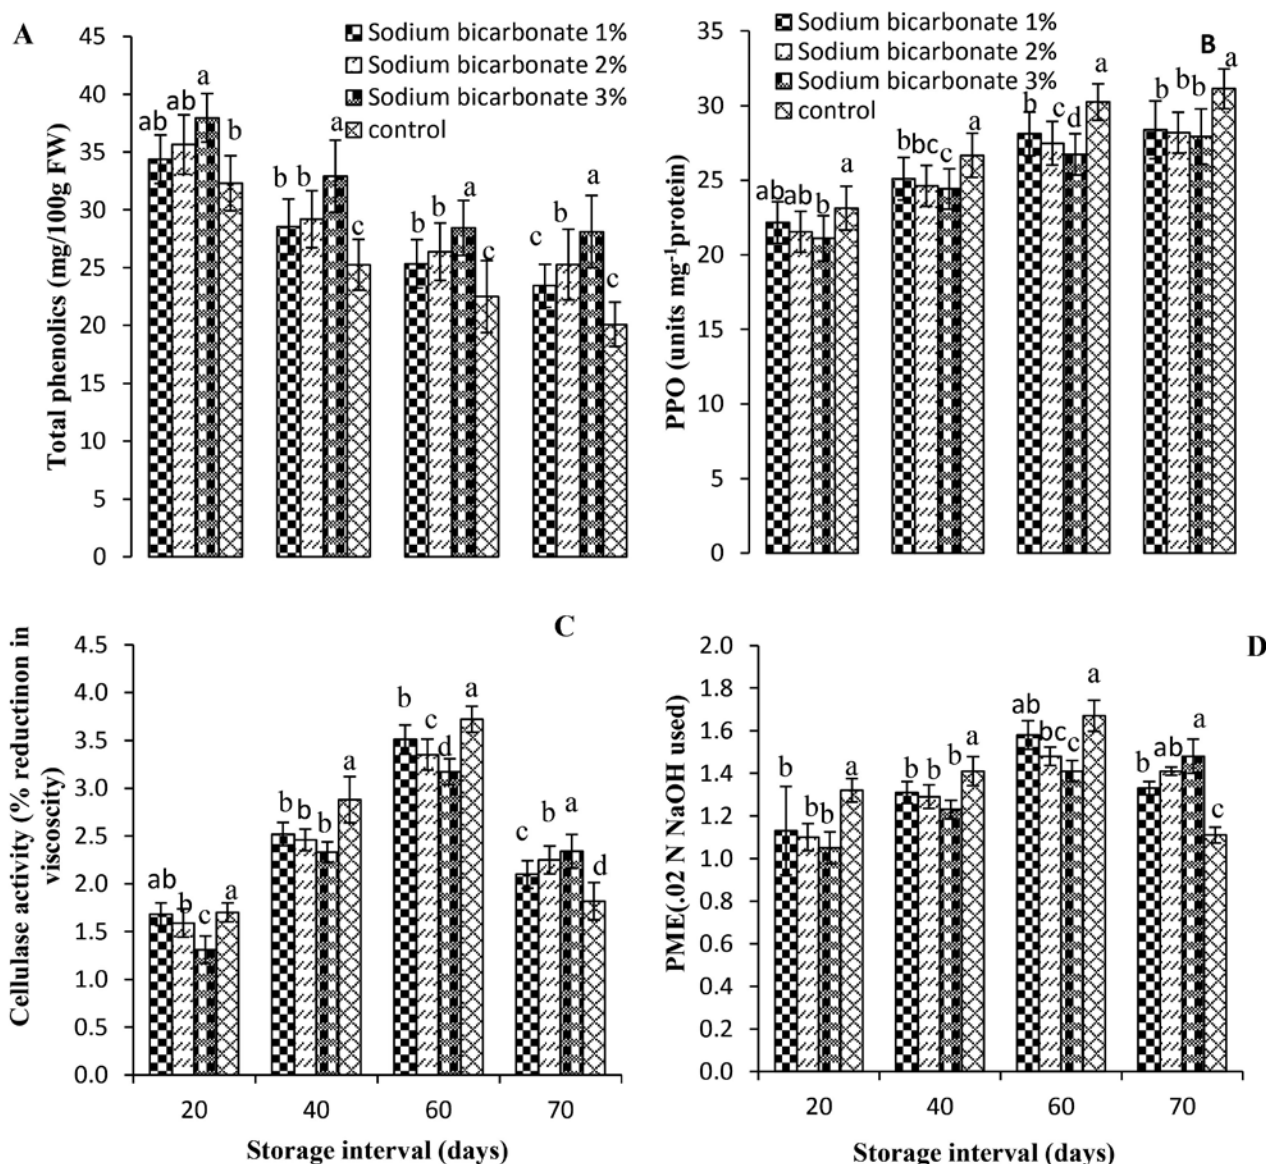 A
Total phenolics (mg/100g FW)
45
40
35
30
25
20
15
10
5
0
Sodium bicarbonate 1%
Sodium bicarbonate 2%
Sodium bicarbonate 3%
control
ab
ab
a
b
b
b
a
c
b
b
a
c
c
b
a
c
B
PPO (units mg-1protein)
35
30
25
20
15
10
5
0
Sodium bicarbonate 1%
Sodium bicarbonate 2%
Sodium bicarbonate 3%
control
ab
ab
b
a
b
bc
c
a
b
c
d
a
b
b
b
a
C
Cellulase activity (% reductinon in
viscoscity)
4.5
4.0
3.5
3.0
2.5
2.0
1.5
1.0
0.5
0.0
ab
b
c
a
b
b
b
a
b
c
d
a
c
b
a
d
20
40
60
70
Storage interval (days)
D
PME(.02 N NaOH used)
2.0
1.8
1.6
1.4
1.2
1.0
0.8
0.6
0.4
0.2
0.0
b
b
b
a
b
b
b
a
ab
bc
c
a
b
ab
a
c
20
40
60
70
Storage interval (days)